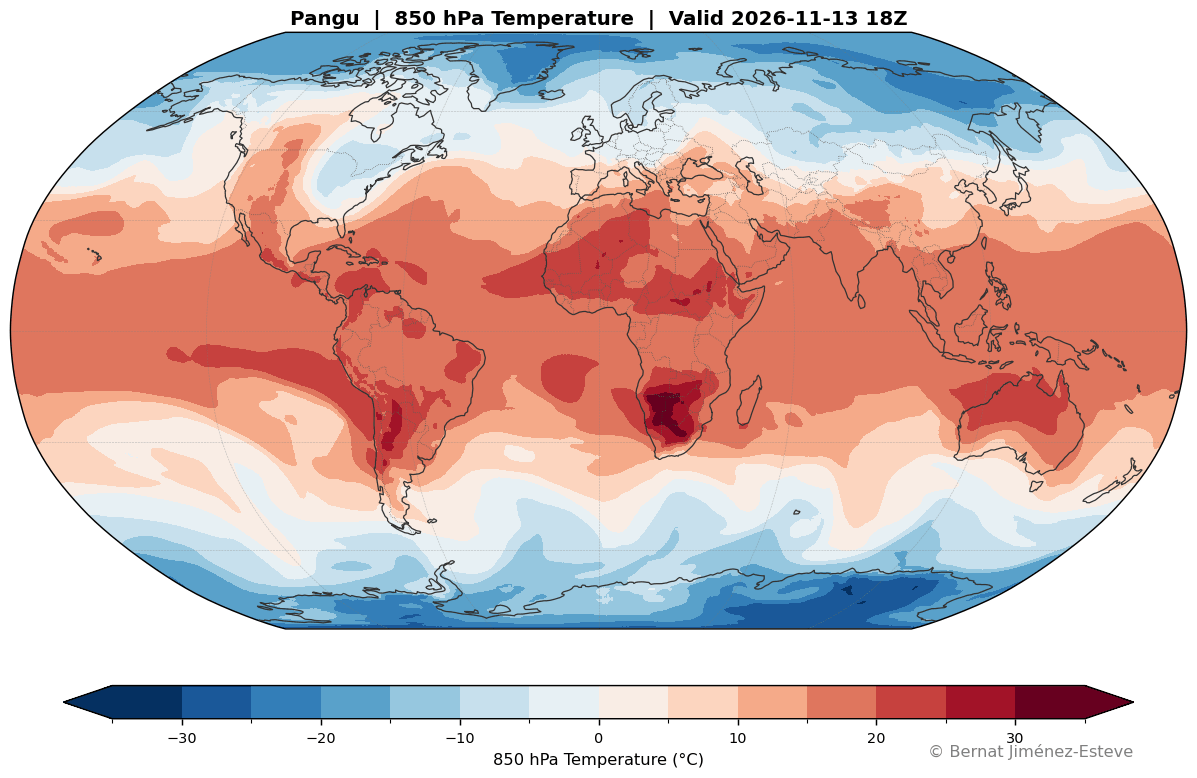 Pangu | 850 hPa Temperature | Valid 2026-11-13 18Z
−30 −20 −10 0 10 20 30
850 hPa Temperature (°C)
© Bernat Jiménez-Esteve